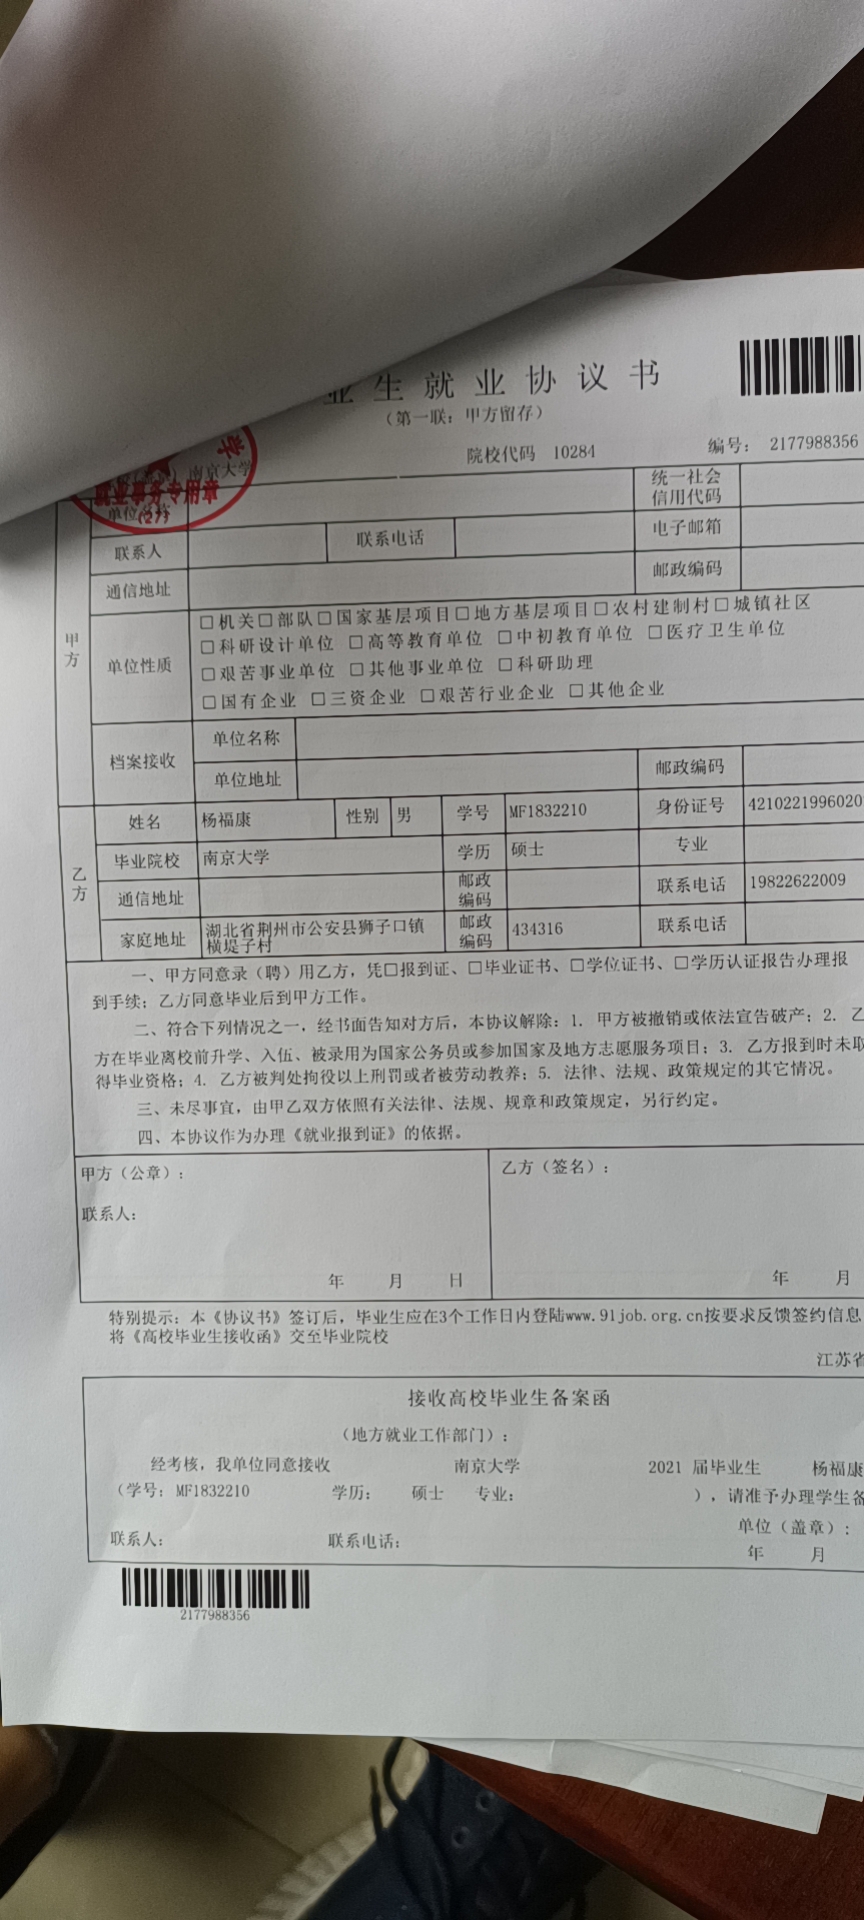 业生就业协议书
（第一联：甲方留存）
院校代码 10284 编号： 2177988356
南京大学
学
章用专务事业就
(27)
甲方
单位名称 统一社会信用代码
联系人 联系电话 电子邮箱
通信地址 邮政编码
单位性质
□机关□部队□国家基层项目□地方基层项目□农村建制村□城镇社区
□科研设计单位 □高等教育单位 □中初教育单位 □医疗卫生单位
□艰苦事业单位 □其他事业单位 □科研助理
□国有企业 □三资企业 □艰苦行业企业 □其他企业
档案接收 单位名称
单位地址 邮政编码
乙方
姓名 杨福康 性别 男 学号 MF1832210 身份证号 4210221996020
毕业院校 南京大学 学历 硕士 专业
通信地址 邮政编码 联系电话 19822622009
家庭地址 湖北省荆州市公安县狮子口镇横堤子村 邮政编码 434316 联系电话
一、甲方同意录（聘）用乙方，凭□报到证、□毕业证书、□学位证书、□学历认证报告办理报
到手续；乙方同意毕业后到甲方工作。
二、符合下列情况之一，经书面告知对方后，本协议解除：1. 甲方被撤销或依法宣告破产；2. 乙
方在毕业离校前升学、入伍、被录用为国家公务员或参加国家及地方志愿服务项目；3. 乙方报到时未取
得毕业资格；4. 乙方被判处拘役以上刑罚或者被劳动教养；5. 法律、法规、政策规定的其它情况。
三、未尽事宜，由甲乙双方依照有关法律、法规、规章和政策规定，另行约定。
四、本协议作为办理《就业报到证》的依据。
甲方（公章）： 乙方（签名）：
联系人：
年 月 日 年 月
特别提示：本《协议书》签订后，毕业生应在3个工作日内登陆www.91job.org.cn按要求反馈签约信息
将《高校毕业生接收函》交至毕业院校
江苏省
接收高校毕业生备案函
（地方就业工作部门）：
经考核，我单位同意接收 南京大学 2021 届毕业生 杨福康
（学号：MF1832210 学历： 硕士 专业： ），请准予办理学生备
单位（盖章）：
联系人： 联系电话：
年 月
2177988356